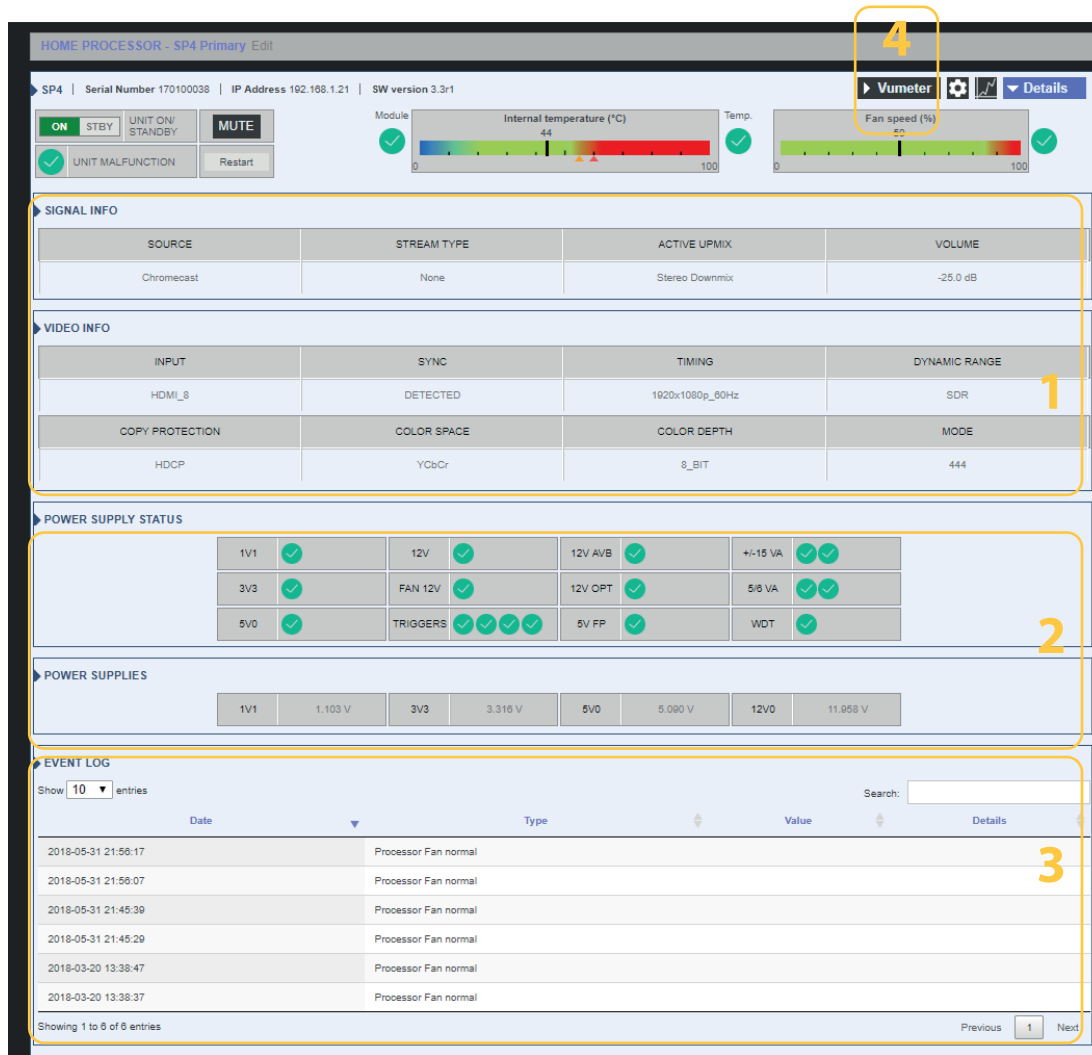 4
HOME PROCESSOR - SP4 Primary Edit
SP4 | Serial Number 170100038 | IP Address 192.168.1.21 | SW version 3.3r1
Vumeter Details
ON STBY UNIT ON/ STANDBY MUTE
UNIT MALFUNCTION Restart
Module Internal temperature (°C) Temp. Fan speed (%)
44 50
0 100 0 100
SIGNAL INFO
SOURCE STREAM TYPE ACTIVE UPMIX VOLUME
Chromecast None Stereo Downmix -25.0 dB
VIDEO INFO
INPUT SYNC TIMING DYNAMIC RANGE
1
HDMI_8 DETECTED 1920x1080p_60Hz SDR
COPY PROTECTION COLOR SPACE COLOR DEPTH MODE
HDCP YCbCr 8_BIT 444
POWER SUPPLY STATUS
1V1 12V 12V AVB +/-15 VA
3V3 FAN 12V 12V OPT 5/6 VA
5V0 TRIGGERS 5V FP WDT
2
POWER SUPPLIES
1V1 1.103 V 3V3 3.316 V 5V0 5.090 V 12V0 11.958 V
EVENT LOG
Show 10 entries Search:
Date Type Value Details
2018-05-31 21:56:17 Processor Fan normal
3
2018-05-31 21:56:07 Processor Fan normal
2018-05-31 21:45:39 Processor Fan normal
2018-05-31 21:45:29 Processor Fan normal
2018-03-20 13:38:47 Processor Fan normal
2018-03-20 13:38:37 Processor Fan normal
Showing 1 to 6 of 6 entries Previous 1 Next